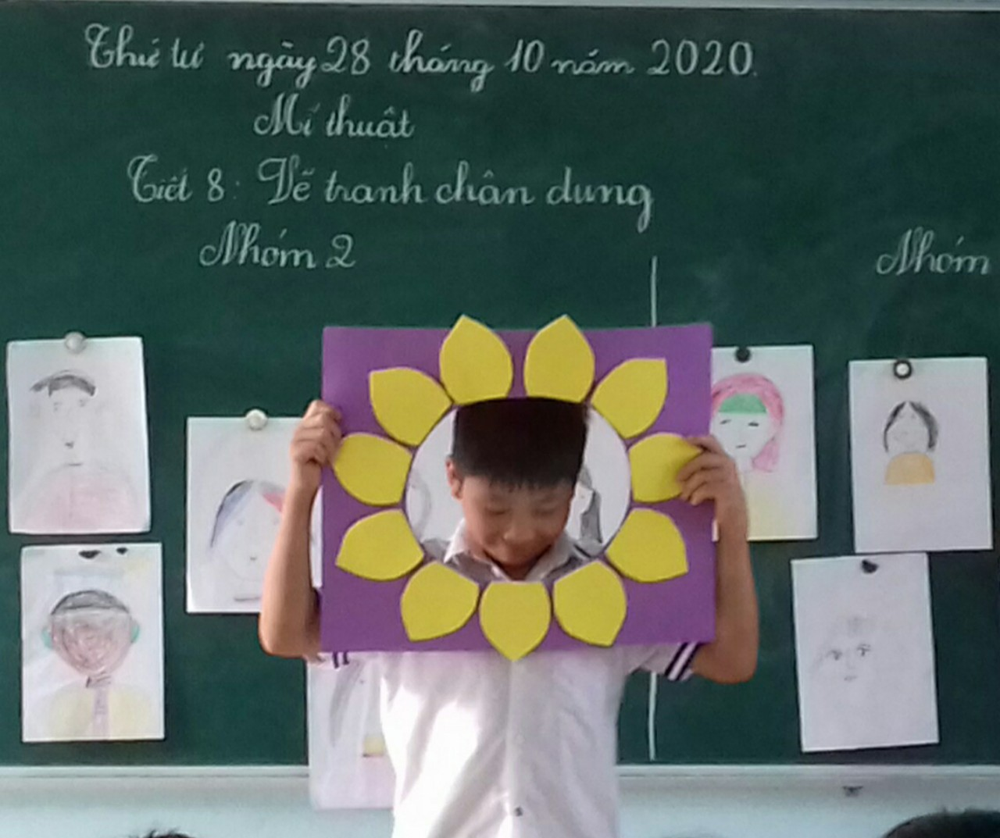 Thứ tư ngày 28 tháng 10 năm 2020.
Mĩ thuật
Tiết 8: Vẽ tranh chân dung
Nhóm 2
Nhóm